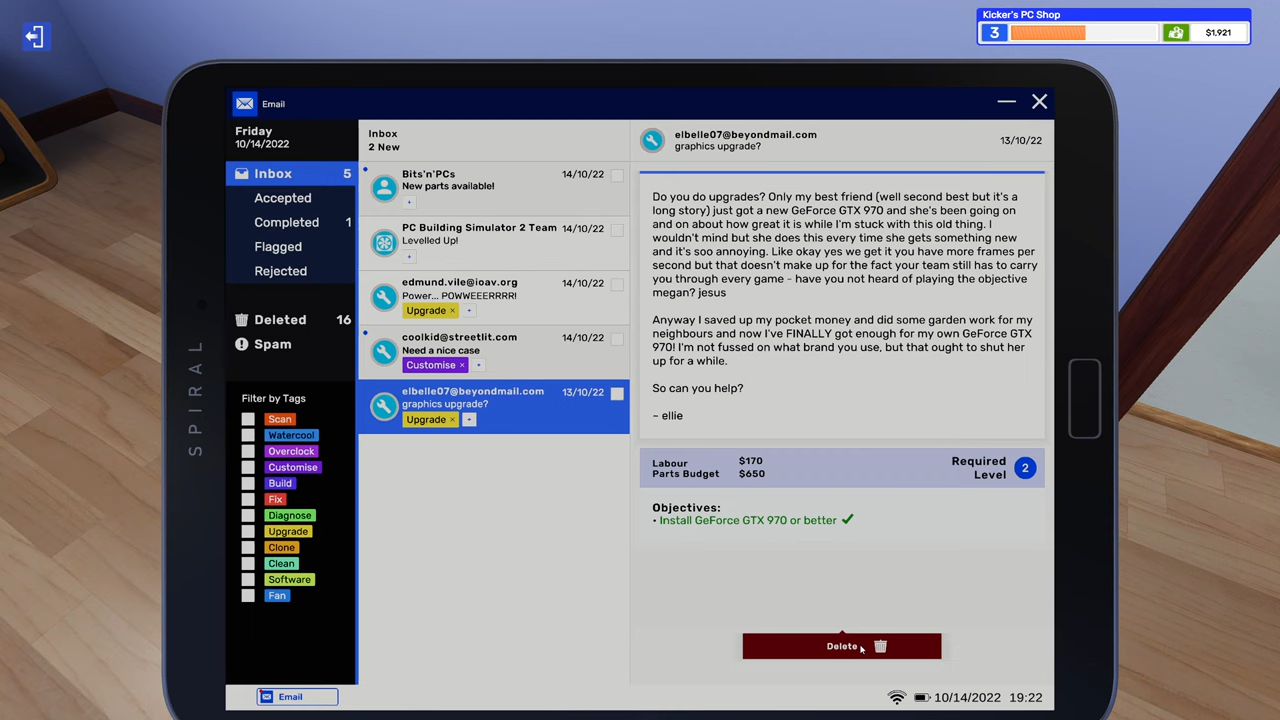 Kicker's PC Shop
3
$1,921
Email
Friday
10/14/2022
Inbox 5
Accepted
Completed 1
Flagged
Rejected
Deleted 16
Spam
Filter by Tags
Scan
Watercool
Overclock
Customise
Build
Fix
Diagnose
Upgrade
Clone
Clean
Software
Fan
Inbox
2 New
Bits'n'PCs 14/10/22
New parts available!
+
PC Building Simulator 2 Team 14/10/22
Levelled Up!
+
edmund.vile@ioav.org 14/10/22
Power... POWWEEERRRR!
Upgrade × +
coolkid@streetlit.com 14/10/22
Need a nice case
Customise × +
elbelle07@beyondmail.com 13/10/22
graphics upgrade?
Upgrade × +
elbelle07@beyondmail.com 13/10/22
graphics upgrade?
Do you do upgrades? Only my best friend (well second best but it's a
long story) just got a new GeForce GTX 970 and she's been going on
and on about how great it is while I'm stuck with this old thing. I
wouldn't mind but she does this every time she gets something new
and it's soo annoying. Like okay yes we get it you have more frames per
second but that doesn't make up for the fact your team still has to carry
you through every game - have you not heard of playing the objective
megan? jesus
Anyway I saved up my pocket money and did some garden work for my
neighbours and now I've FINALLY got enough for my own GeForce GTX
970! I'm not fussed on what brand you use, but that ought to shut her
up for a while.
So can you help?
- ellie
Labour $170
Parts Budget $650
Required
Level 2
Objectives:
• Install GeForce GTX 970 or better
Delete
SPIRAL
Email
10/14/2022 19:22